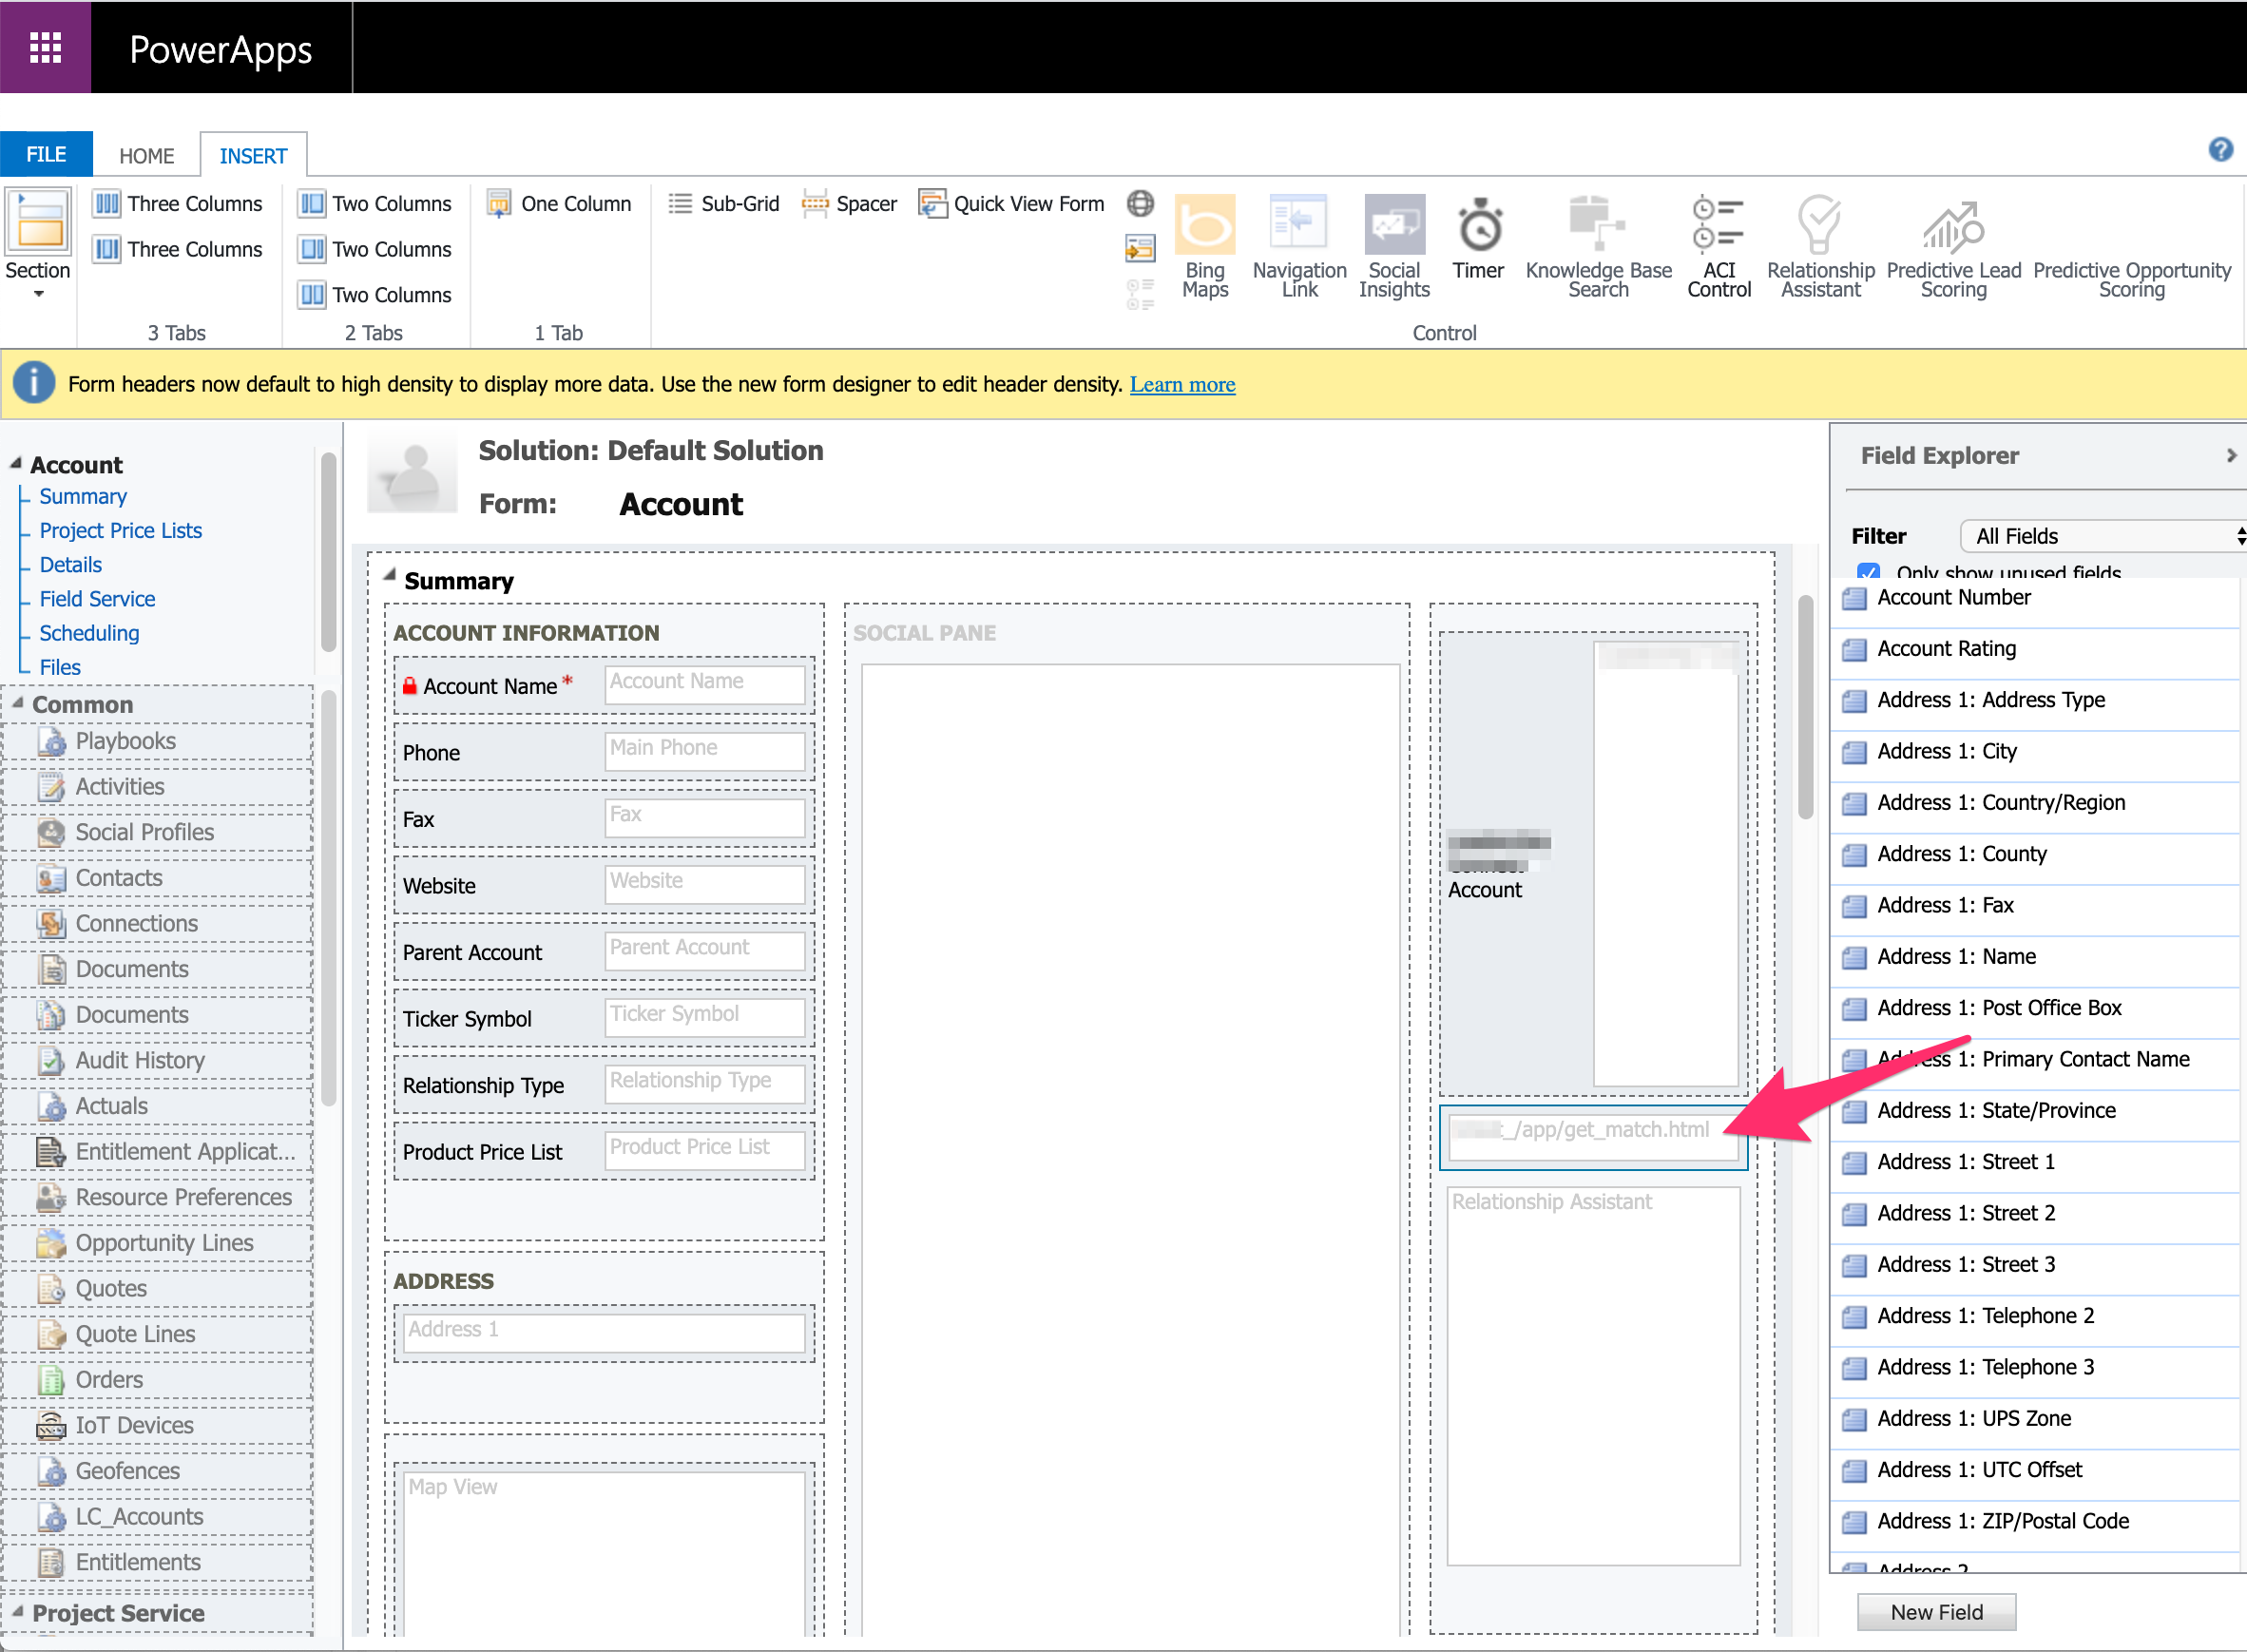 PowerApps
FILE
HOME
INSERT
Section
Three Columns
Three Columns
3 Tabs
Two Columns
Two Columns
Two Columns
2 Tabs
One Column
1 Tab
Sub-Grid
Spacer
Quick View Form
Bing Maps
Navigation Link
Social Insights
Timer
Knowledge Base Search
ACI Control
Relationship Assistant
Predictive Lead Scoring
Predictive Opportunity Scoring
Control
Form headers now default to high density to display more data. Use the new form designer to edit header density. Learn more
Account
Summary
Project Price Lists
Details
Field Service
Scheduling
Files
Common
Playbooks
Activities
Social Profiles
Contacts
Connections
Documents
Documents
Audit History
Actuals
Entitlement Applicat...
Resource Preferences
Opportunity Lines
Quotes
Quote Lines
Orders
IoT Devices
Geofences
LC_Accounts
Entitlements
Project Service
Solution: Default Solution
Form: Account
Summary
ACCOUNT INFORMATION
Account Name * Account Name
Phone Main Phone
Fax Fax
Website Website
Parent Account Parent Account
Ticker Symbol Ticker Symbol
Relationship Type Relationship Type
Product Price List Product Price List
ADDRESS
Address 1
Map View
SOCIAL PANE
Account
_/app/get_match.html
Relationship Assistant
Field Explorer
Filter All Fields
Only show unused fields
Account Number
Account Rating
Address 1: Address Type
Address 1: City
Address 1: Country/Region
Address 1: County
Address 1: Fax
Address 1: Name
Address 1: Post Office Box
Address 1: Primary Contact Name
Address 1: State/Province
Address 1: Street 1
Address 1: Street 2
Address 1: Street 3
Address 1: Telephone 2
Address 1: Telephone 3
Address 1: UPS Zone
Address 1: UTC Offset
Address 1: ZIP/Postal Code
Address 2
New Field